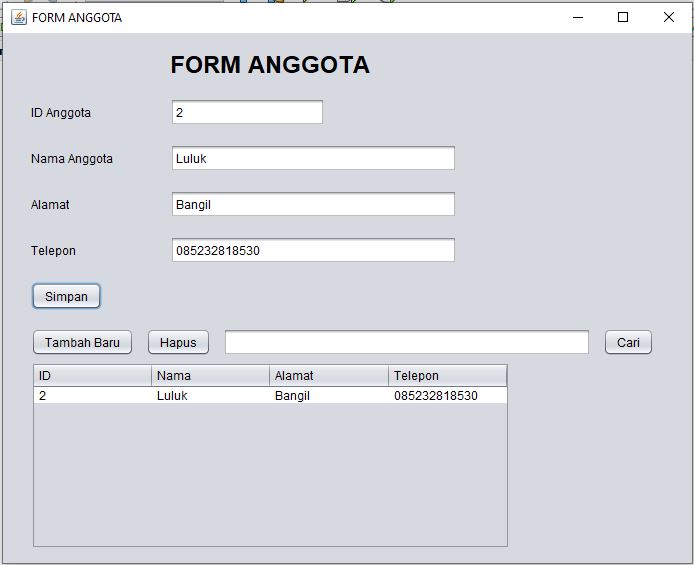 FORM ANGGOTA
FORM ANGGOTA
ID Anggota 2
Nama Anggota Luluk
Alamat Bangil
Telepon 085232818530
Simpan
Tambah Baru Hapus Cari
ID Nama Alamat Telepon
2 Luluk Bangil 085232818530